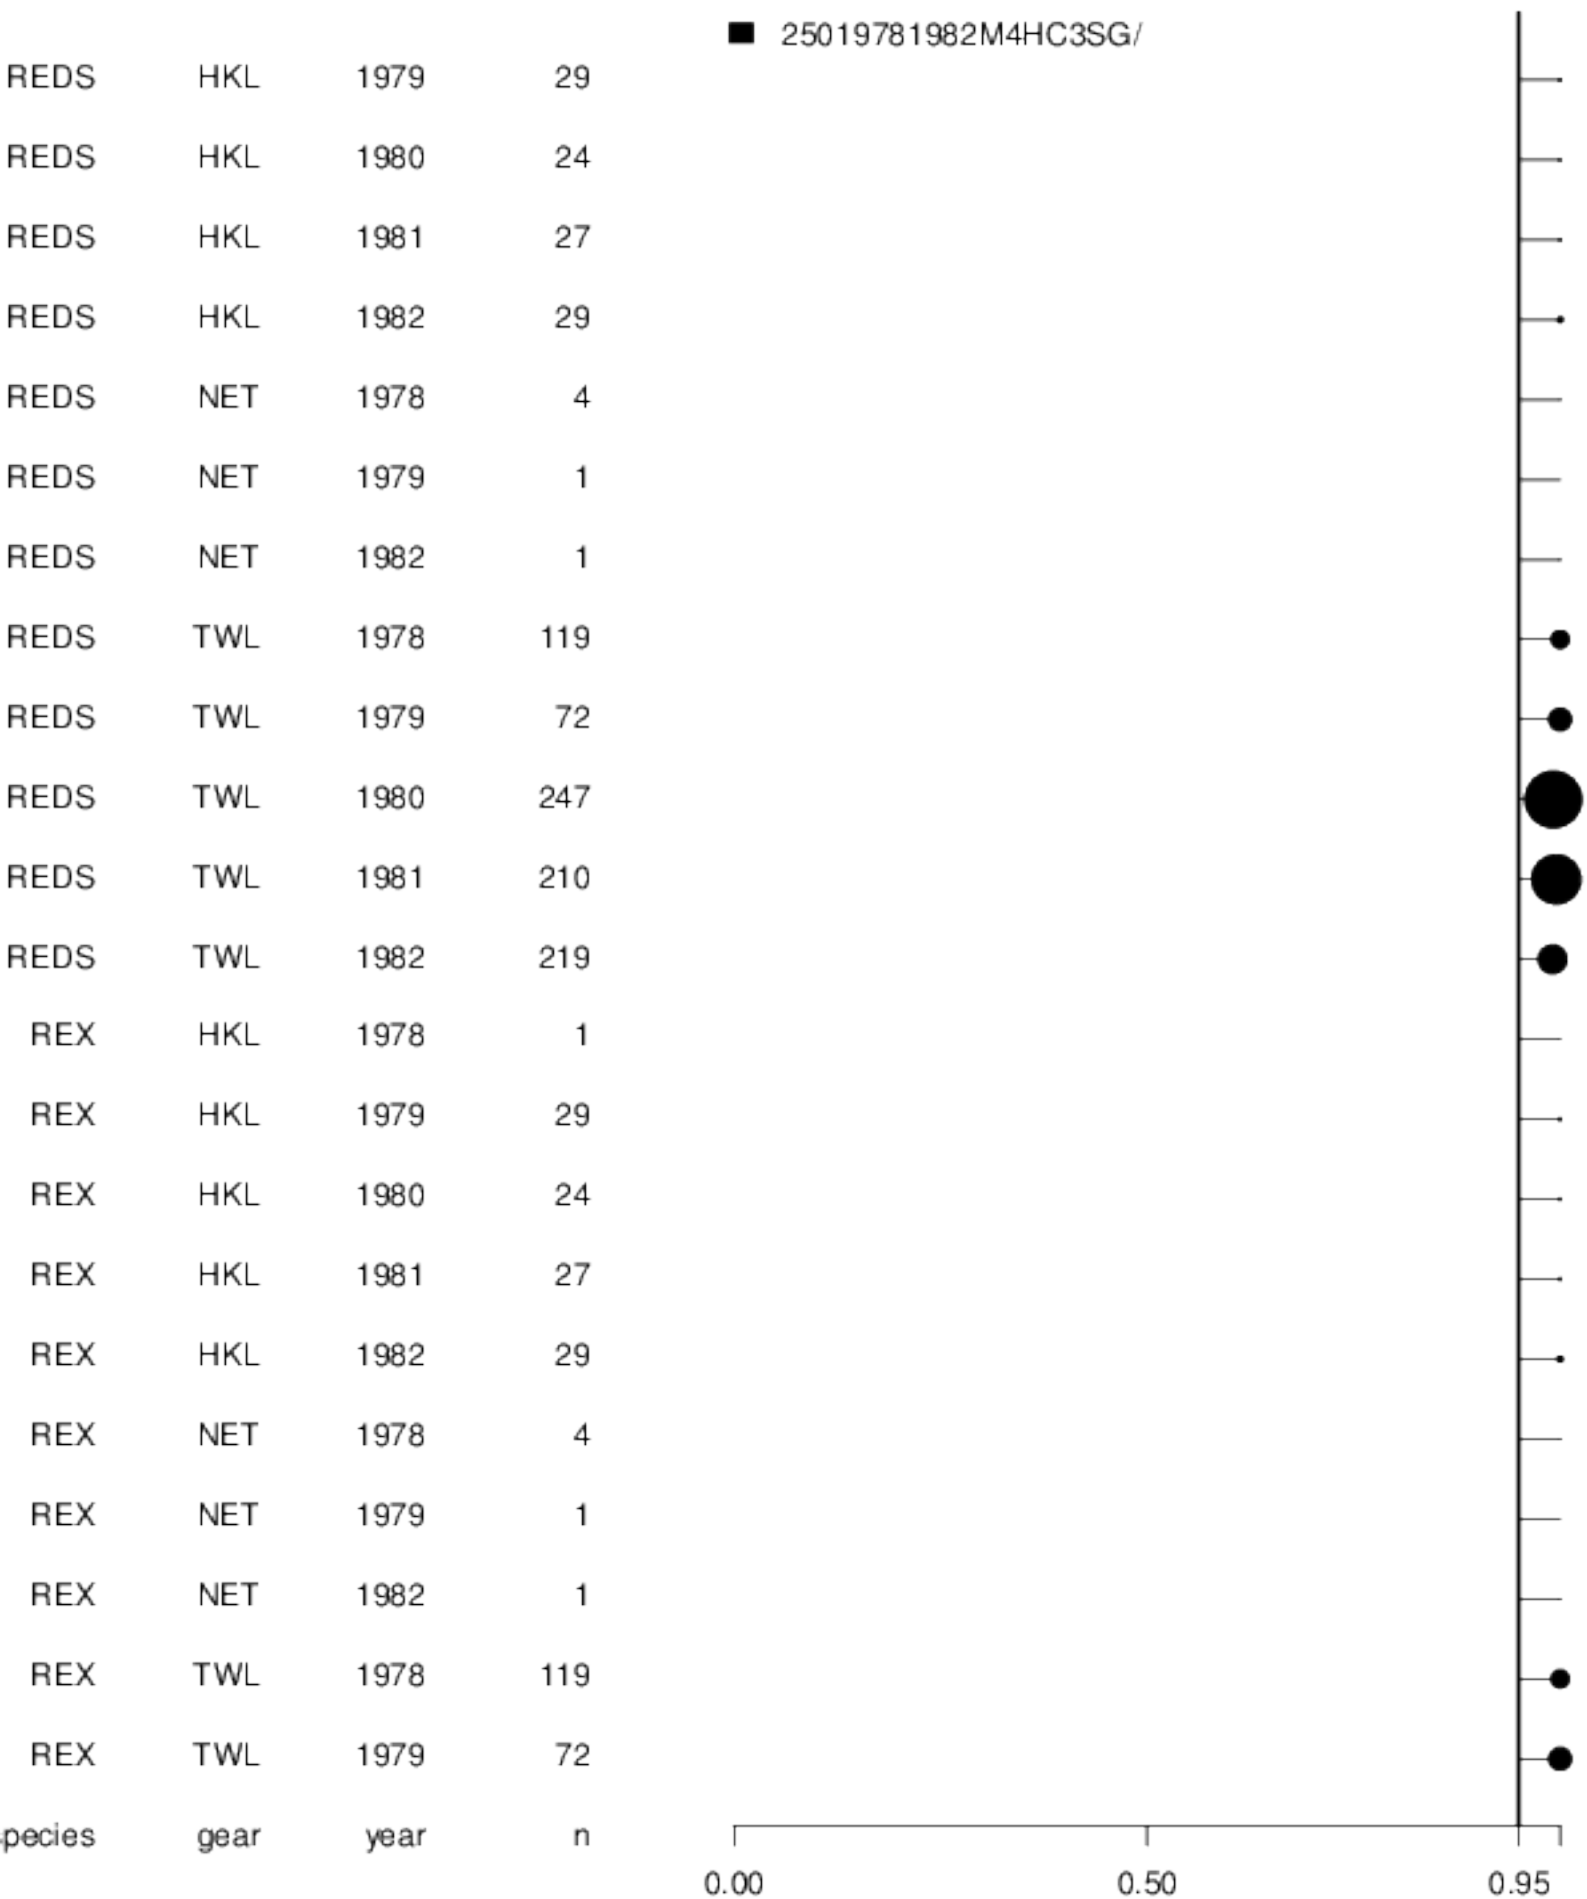 25019781982M4HC3SG/
REDS HKL 1979 29
REDS HKL 1980 24
REDS HKL 1981 27
REDS HKL 1982 29
REDS NET 1978 4
REDS NET 1979 1
REDS NET 1982 1
REDS TWL 1978 119
REDS TWL 1979 72
REDS TWL 1980 247
REDS TWL 1981 210
REDS TWL 1982 219
REX HKL 1978 1
REX HKL 1979 29
REX HKL 1980 24
REX HKL 1981 27
REX HKL 1982 29
REX NET 1978 4
REX NET 1979 1
REX NET 1982 1
REX TWL 1978 119
REX TWL 1979 72
pecies gear year n
0.00 0.50 0.95